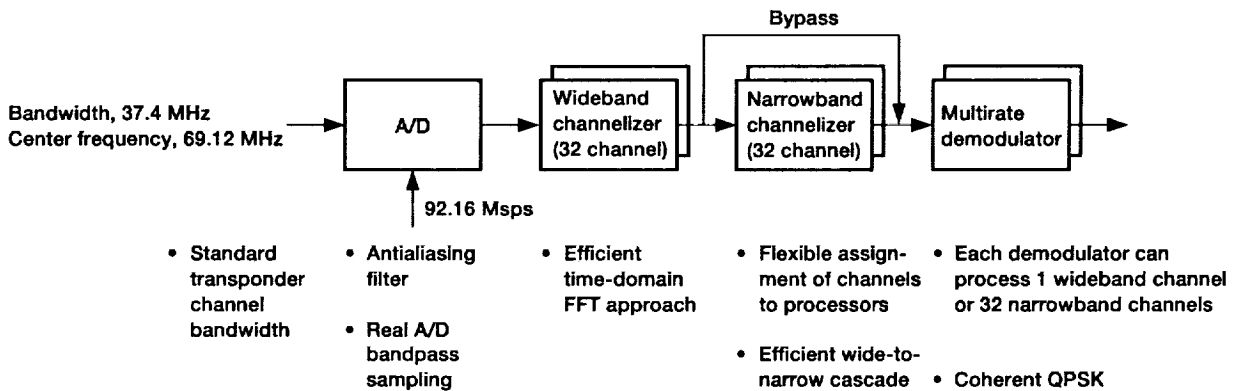 Bypass
Bandwidth, 37.4 MHz
Center frequency, 69.12 MHz
A/D
Wideband
channelizer
(32 channel)
Narrowband
channelizer
(32 channel)
Multirate
demodulator
92.16 Msps
• Standard
transponder
channel
bandwidth
• Antialiasing
filter
• Real A/D
bandpass
sampling
• Efficient
time-domain
FFT approach
• Flexible assign-
ment of channels
to processors
• Efficient wide-to-
narrow cascade
• Each demodulator can
process 1 wideband channel
or 32 narrowband channels
• Coherent QPSK